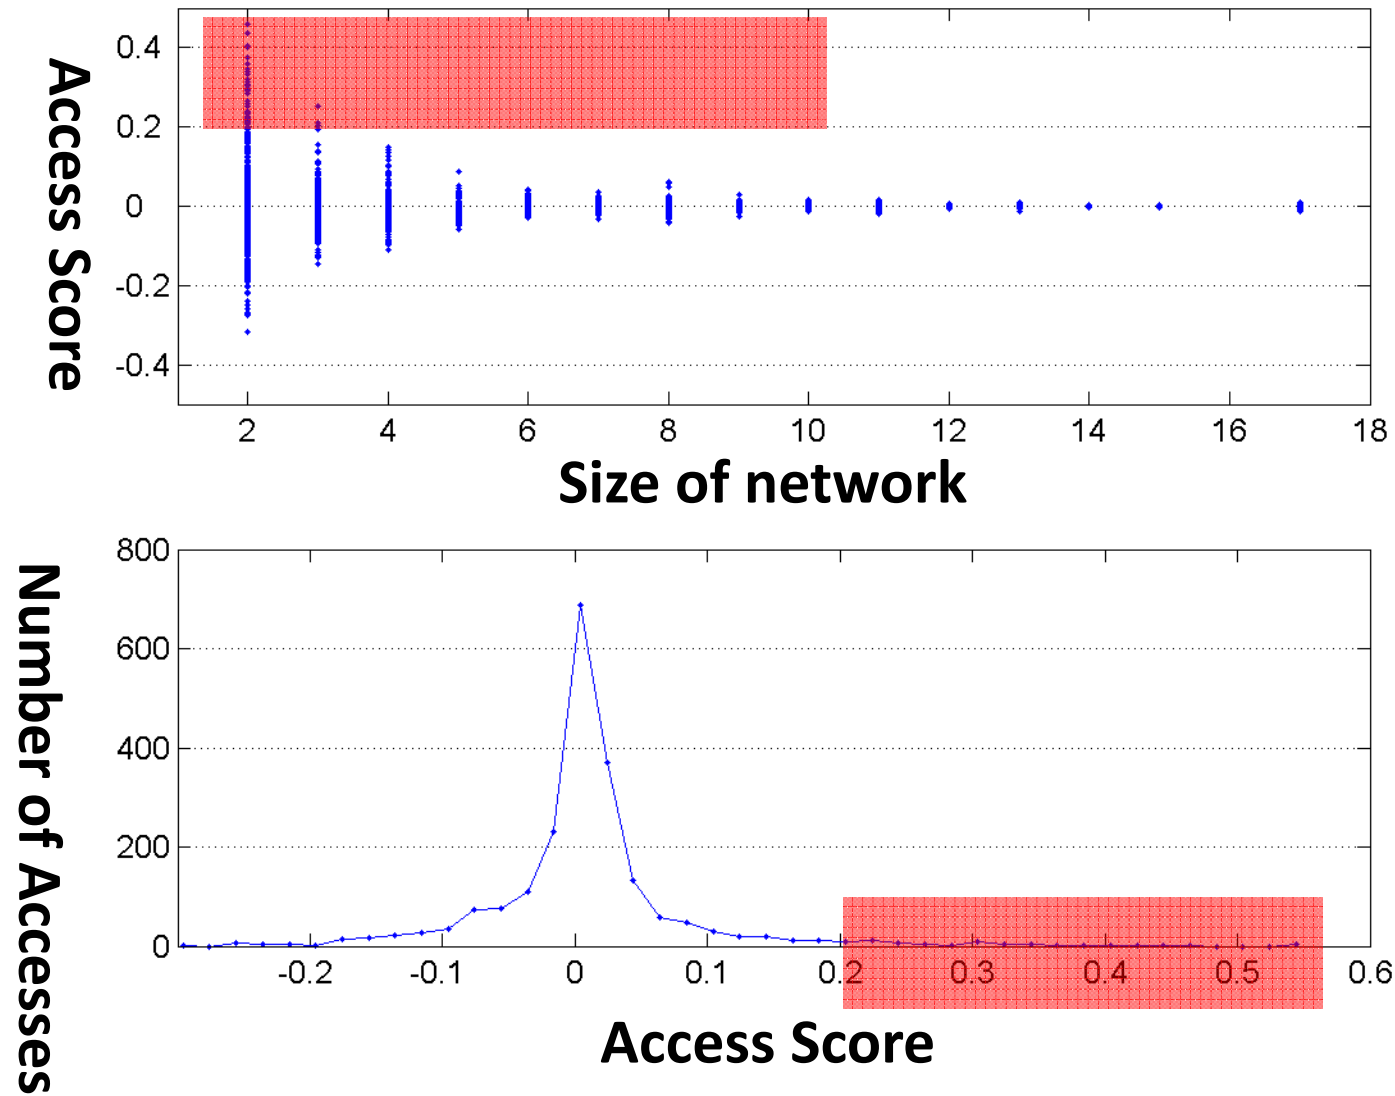 Access Score
0.4
0.2
0
-0.2
-0.4
2 4 6 8 10 12 14 16 18
Size of network
Number of Accesses
800
600
400
200
0
-0.2 -0.1 0 0.1 0.2 0.3 0.4 0.5 0.6
Access Score